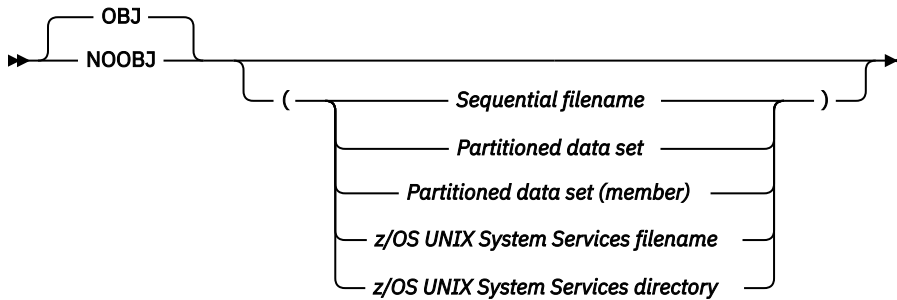 OBJ
NOOBJ
( Sequential filename )
Partitioned data set
Partitioned data set (member)
z/OS UNIX System Services filename
z/OS UNIX System Services directory